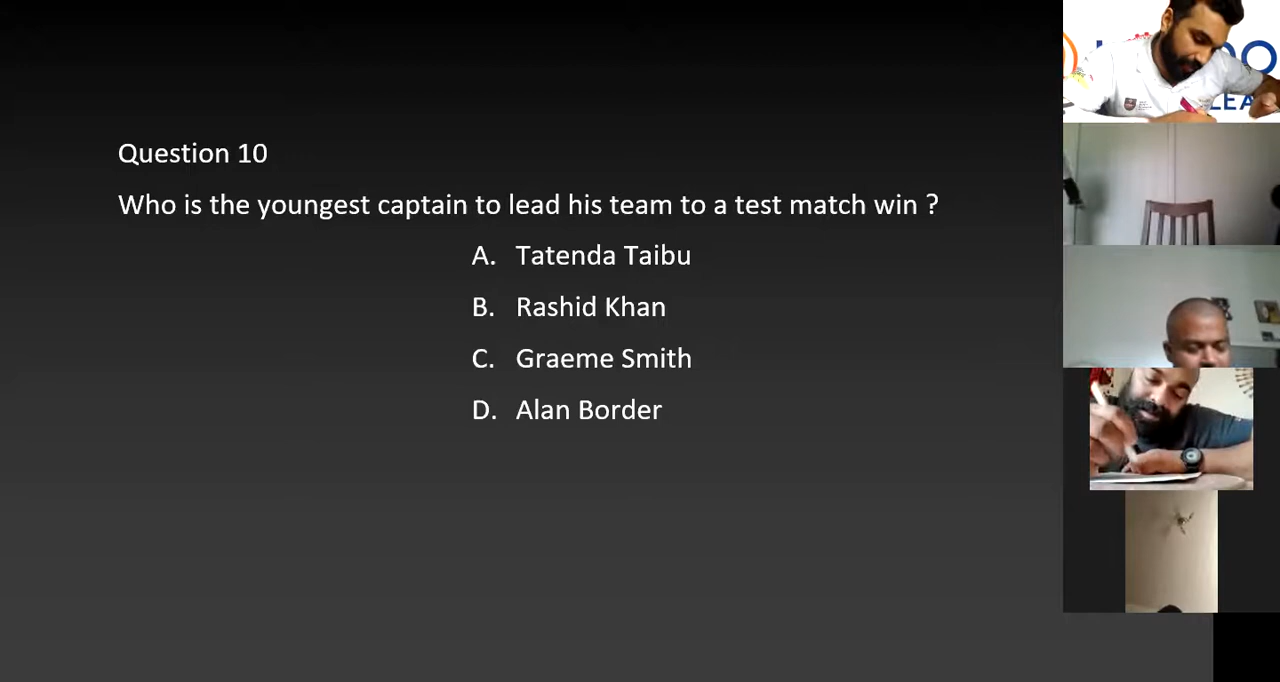 Question 10
Who is the youngest captain to lead his team to a test match win ?
A. Tatenda Taibu
B. Rashid Khan
C. Graeme Smith
D. Alan Border